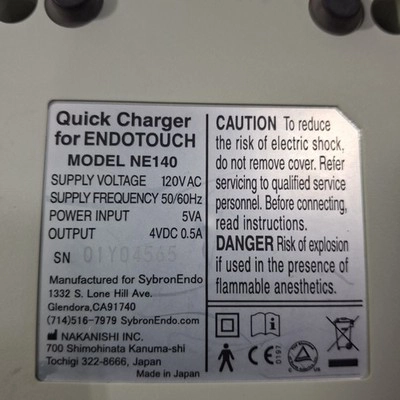 Quick Charger
for ENDOTOUCH
MODEL NE140
SUPPLY VOLTAGE 120V AC
SUPPLY FREQUENCY 50/60Hz
POWER INPUT 5VA
OUTPUT 4VDC 0.5A
SN 01Y04565
Manufactured for SybronEndo
1332 S. Lone Hill Ave.
Glendora,CA91740
(714)516-7979 SybronEndo.com
NAKANISHI INC.
700 Shimohinata Kanuma-shi
Tochigi 322-8666, Japan
Made in Japan
CAUTION To reduce
the risk of electric shock,
do not remove cover. Refer
servicing to qualified service
personnel. Before connecting,
read instructions.
DANGER Risk of explosion
if used in the presence of
flammable anesthetics.
CE 0197